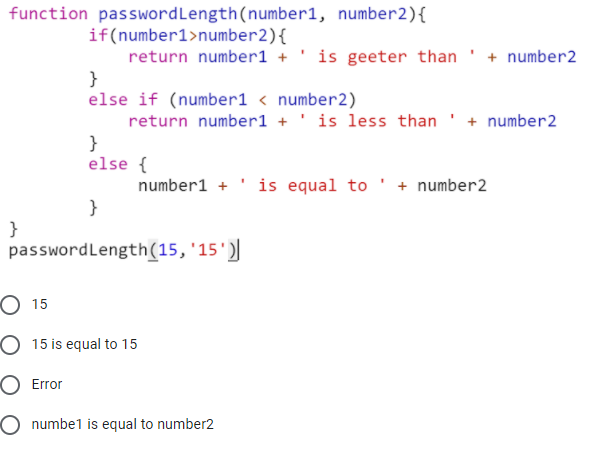 function passwordLength(number1, number2){
if(number1>number2){
return number1 + ' is geeter than ' + number2
}
else if (number1 < number2)
return number1 + ' is less than ' + number2
}
else {
number1 + ' is equal to ' + number2
}
}
passwordLength(15,'15')
15
15 is equal to 15
Error
numbe1 is equal to number2